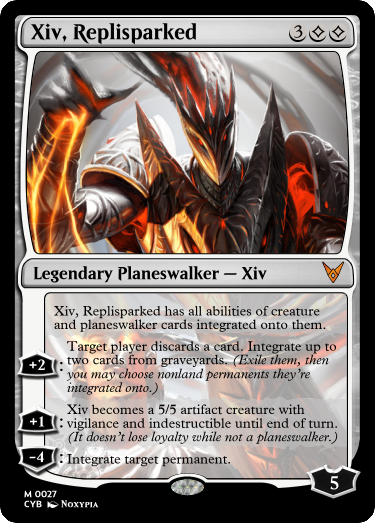 Xiv, Replisparked 3
Legendary Planeswalker — Xiv
Xiv, Replisparked has all abilities of creature
and planeswalker cards integrated onto them.
Target player discards a card. Integrate up to
two cards from graveyards. (Exile them, then
+2: you may choose nonland permanents they're
integrated onto.)
Xiv becomes a 5/5 artifact creature with
+1: vigilance and indestructible until end of turn.
(It doesn't lose loyalty while not a planeswalker.)
-4: Integrate target permanent.
5
M 0027
CYB Noxypia